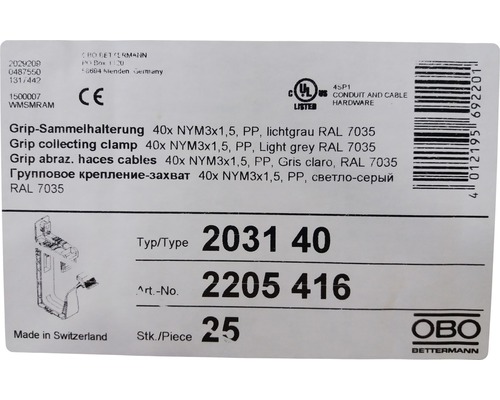 2029209
0487550
1317442
OBO BETTERMANN
PO Box 1120
58694 Menden, Germany
1500007
WMSMRAM
CE
C UL US
LISTED
4SP1
CONDUIT AND CABLE
HARDWARE
4 012195 692201
Grip-Sammelhalterung 40x NYM3x1,5, PP, lichtgrau RAL 7035
Grip collecting clamp 40x NYM3x1,5, PP, Light grey RAL 7035
Grip abraz. haces cables 40x NYM3x1,5, PP, Gris claro, RAL 7035
Групповое крепление-захват 40x NYM3x1,5, PP, светло-серый
RAL 7035
Typ/Type 2031 40
Art.-No. 2205 416
Made in Switzerland
Stk./Piece 25
OBO
BETTERMANN